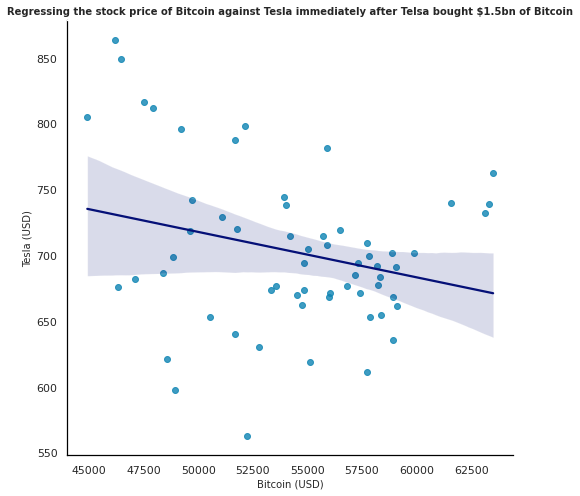 Regressing the stock price of Bitcoin against Tesla immediately after Telsa bought $1.5bn of Bitcoin
850
800
750
700
650
600
550
Tesla (USD)
45000 47500 50000 52500 55000 57500 60000 62500
Bitcoin (USD)